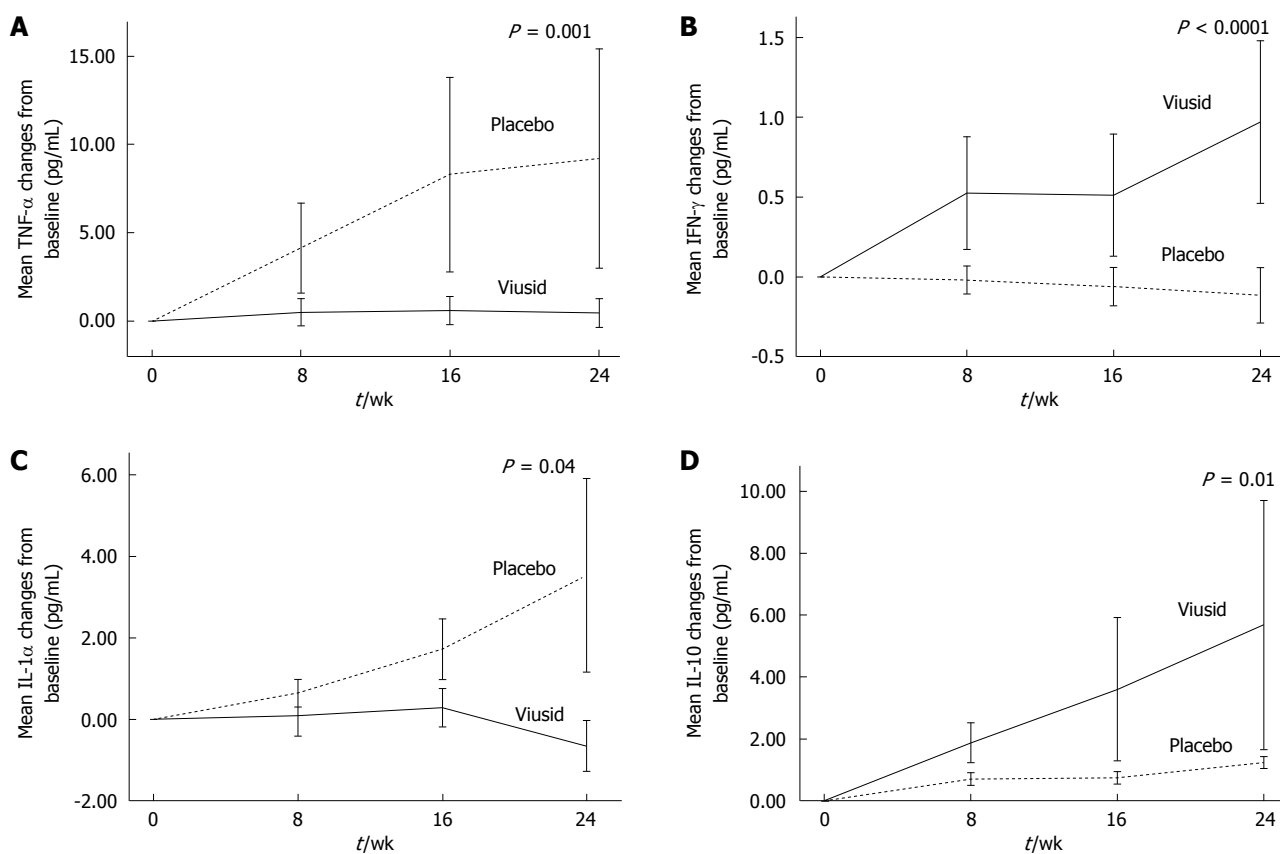 A
P = 0.001
Mean TNF-α changes from
baseline (pg/mL)
15.00
10.00
5.00
0.00
Placebo
Viusid
0
8
16
24
t/wk
B
P < 0.0001
Mean IFN-γ changes from
baseline (pg/mL)
1.5
1.0
0.5
0.0
-0.5
Viusid
Placebo
0
8
16
24
t/wk
C
P = 0.04
Mean IL-1α changes from
baseline (pg/mL)
6.00
4.00
2.00
0.00
-2.00
Placebo
Viusid
0
8
16
24
t/wk
D
P = 0.01
Mean IL-10 changes from
baseline (pg/mL)
10.00
8.00
6.00
4.00
2.00
0.00
Viusid
Placebo
0
8
16
24
t/wk